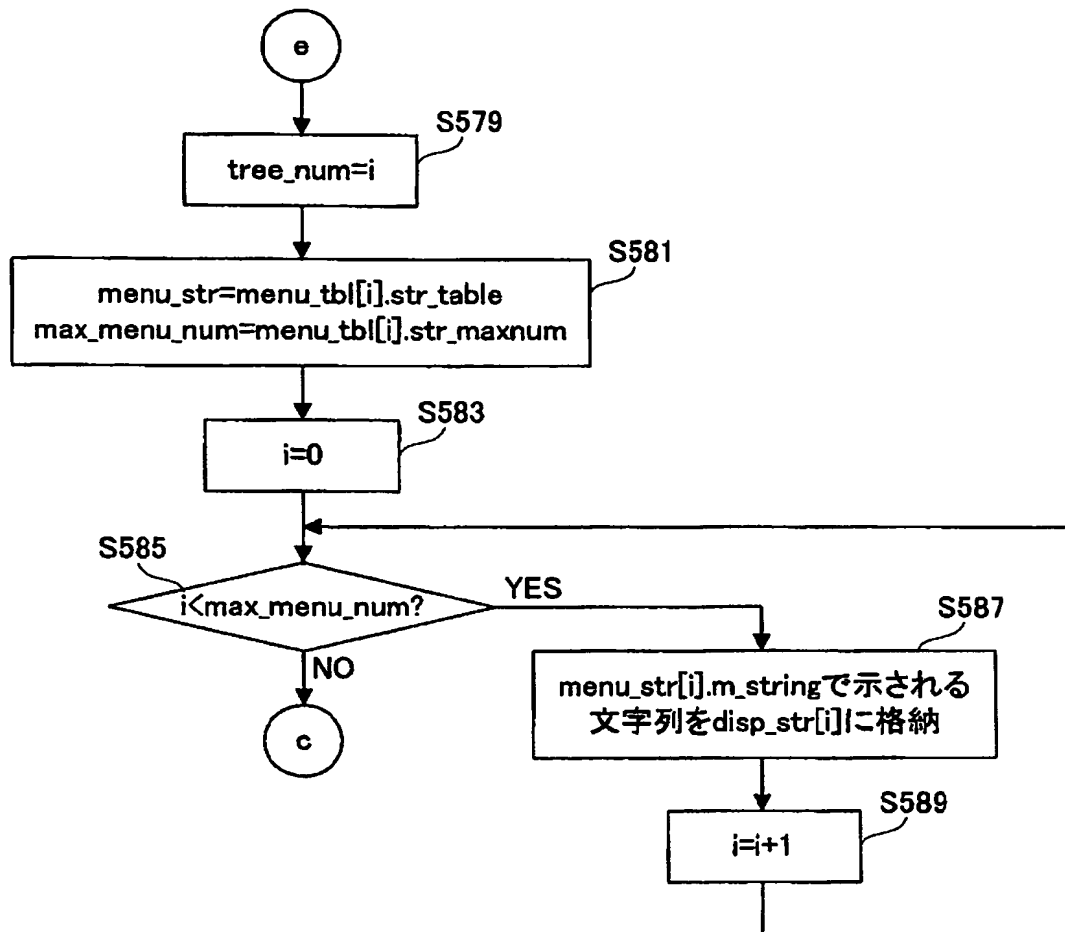 e
S579
tree_num=i
S581
menu_str=menu_tbl[i].str_table
max_menu_num=menu_tbl[i].str_maxnum
S583
i=0
S585
i<max_menu_num?
YES
NO
S587
menu_str[i].m_stringで示される
文字列をdisp_str[i]に格納
c
S589
i=i+1